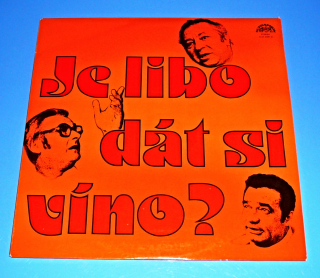 Je libo
dát si
víno?